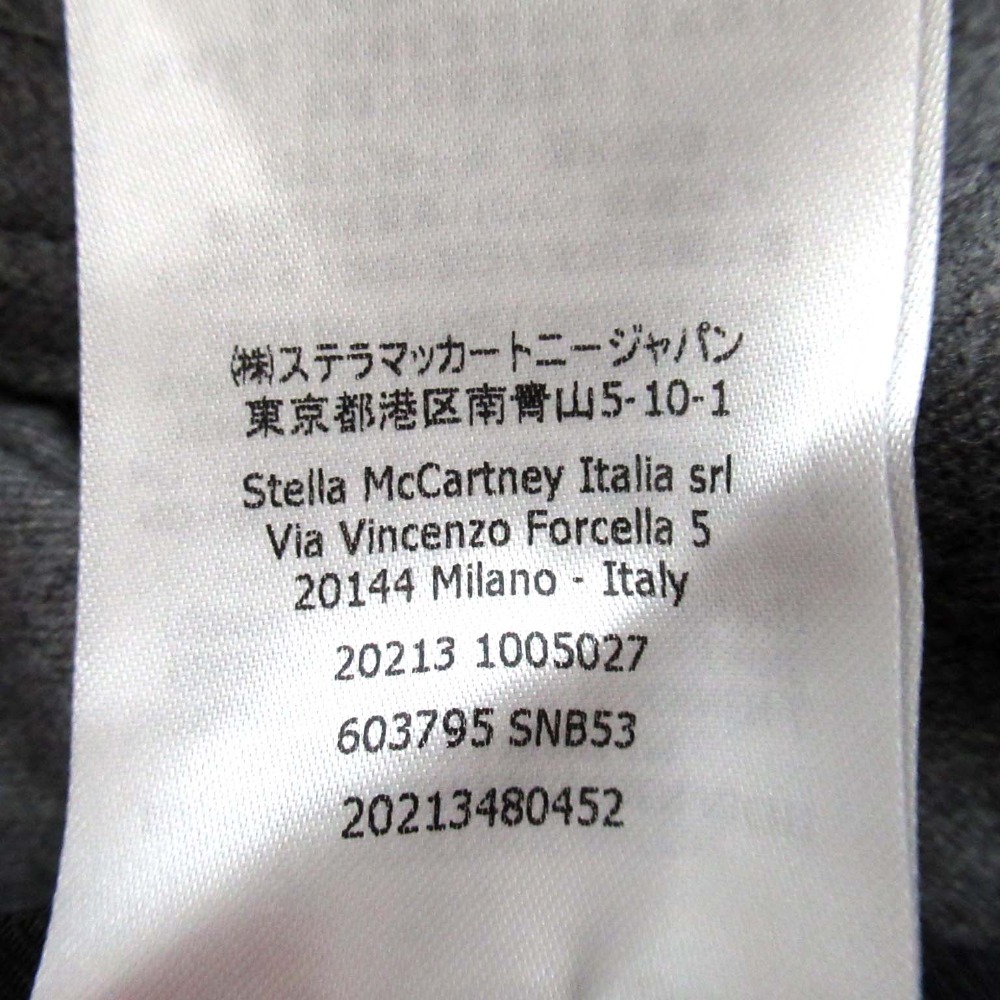 ㈱ステラマッカートニージャパン
東京都港区南青山5-10-1
Stella McCartney Italia srl
Via Vincenzo Forcella 5
20144 Milano - Italy
20213 1005027
603795 SNB53
20213480452